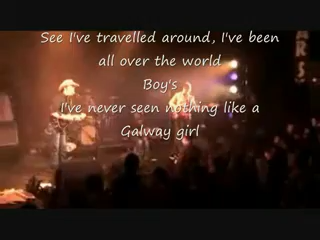 See I've travelled around, I've been
all over the world
Boy's
I've never seen nothing like a
Galway girl